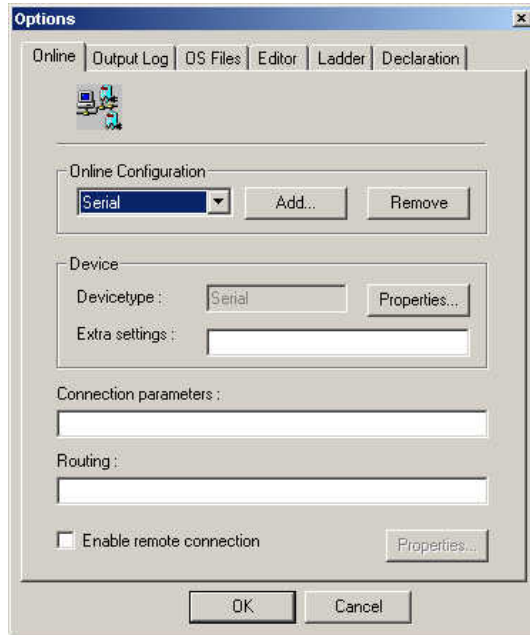 Options
Online Output Log OS Files Editor Ladder Declaration
Online Configuration
Serial Add... Remove
Device
Devicetype : Serial Properties...
Extra settings :
Connection parameters :
Routing :
Enable remote connection Properties...
OK Cancel